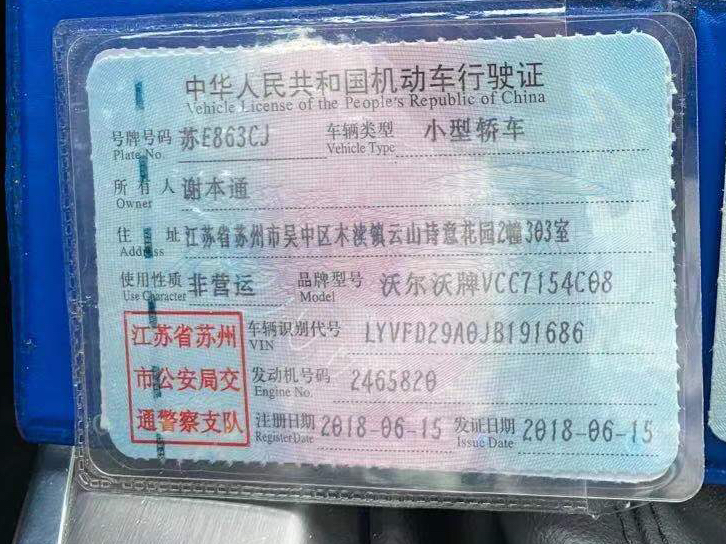 中华人民共和国机动车行驶证
Vehicle License of the People's Republic of China
号牌号码 苏E863CJ 车辆类型 小型轿车
Plate No. Vehicle Type
所有人 谢本通
Owner
住址 江苏省苏州市吴中区木渎镇云山诗意花园2幢303室
Address
使用性质 非营运 品牌型号 沃尔沃牌VCC7154C08
Use Character Model
江苏省苏州 车辆识别代号 LYVFD29A0JB191686
VIN
市公安局交 发动机号码 2465820
Engine No.
通警察支队 注册日期 2018-06-15 发证日期 2018-06-15
Register Date Issue Date